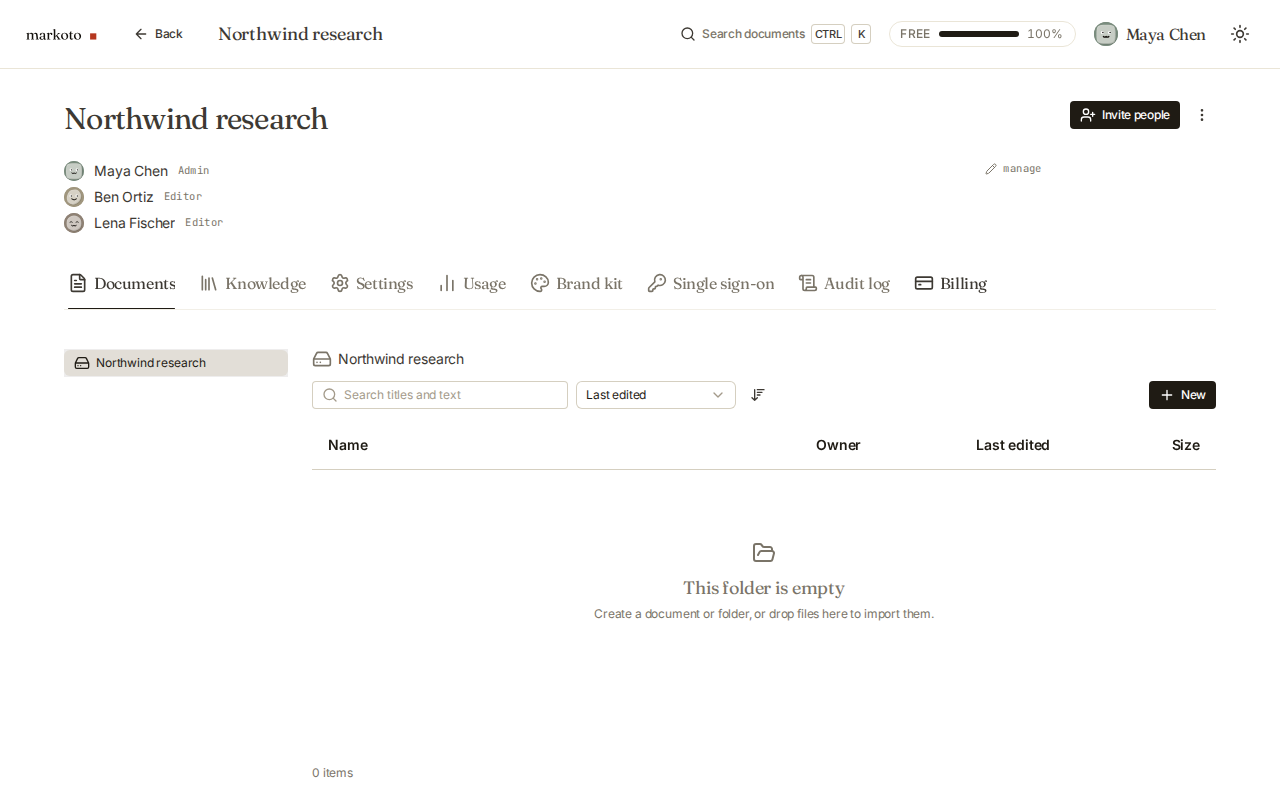 markoto
Back
Northwind research
Search documents CTRL K
FREE 100%
Maya Chen
Northwind research
Invite people
Maya Chen Admin
manage
Ben Ortiz Editor
Lena Fischer Editor
Documents Knowledge Settings Usage Brand kit Single sign-on Audit log Billing
Northwind research
Northwind research
Search titles and text
Last edited
New
Name Owner Last edited Size
This folder is empty
Create a document or folder, or drop files here to import them.
0 items